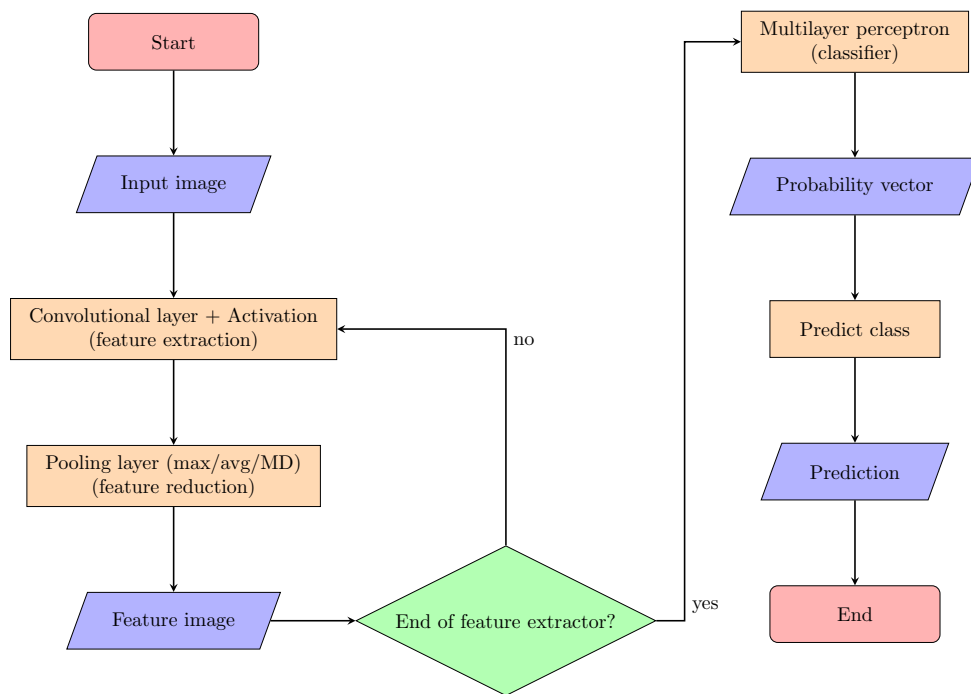 Start
Input image
Convolutional layer + Activation
(feature extraction)
Pooling layer (max/avg/MD)
(feature reduction)
Feature image
End of feature extractor?
no
yes
Multilayer perceptron
(classifier)
Probability vector
Predict class
Prediction
End